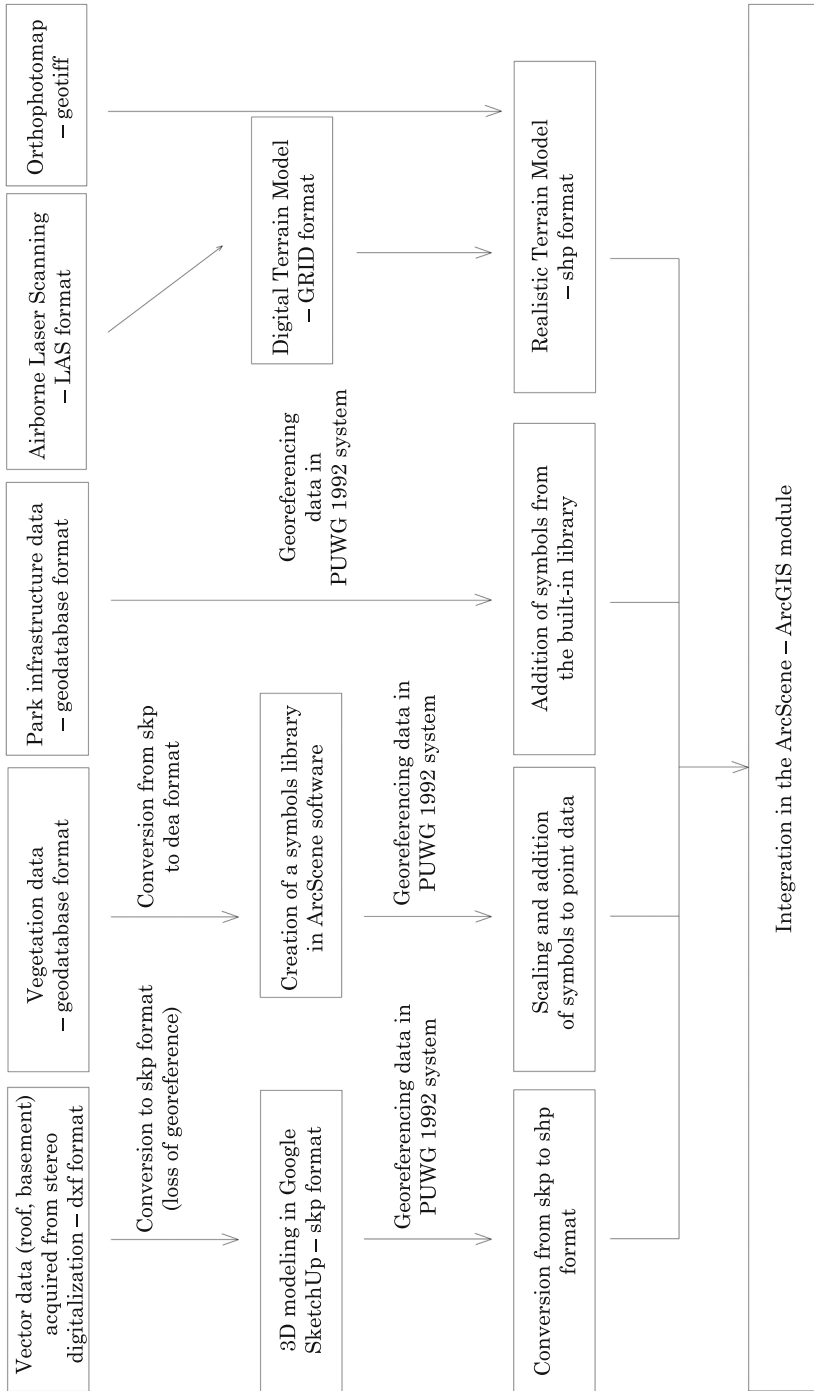 Vector data (roof, basement)
acquired from stereo
digitalization – dxf format
Vegetation data
– geodatabase format
Park infrastructure data
– geodatabase format
Airborne Laser Scanning
– LAS format
Orthophotomap
– geotiff
Conversion to skp format
(loss of georeference)
Conversion from skp
to dea format
3D modeling in Google
SketchUp – skp format
Creation of a symbols library
in ArcScene software
Georeferencing
data in
PUWG 1992 system
Digital Terrain Model
– GRID format
Georeferencing data in
PUWG 1992 system
Georeferencing data in
PUWG 1992 system
Conversion from skp to shp
format
Scaling and addition
of symbols to point data
Addition of symbols from
the built-in library
Realistic Terrain Model
– shp format
Integration in the ArcScene – ArcGIS module